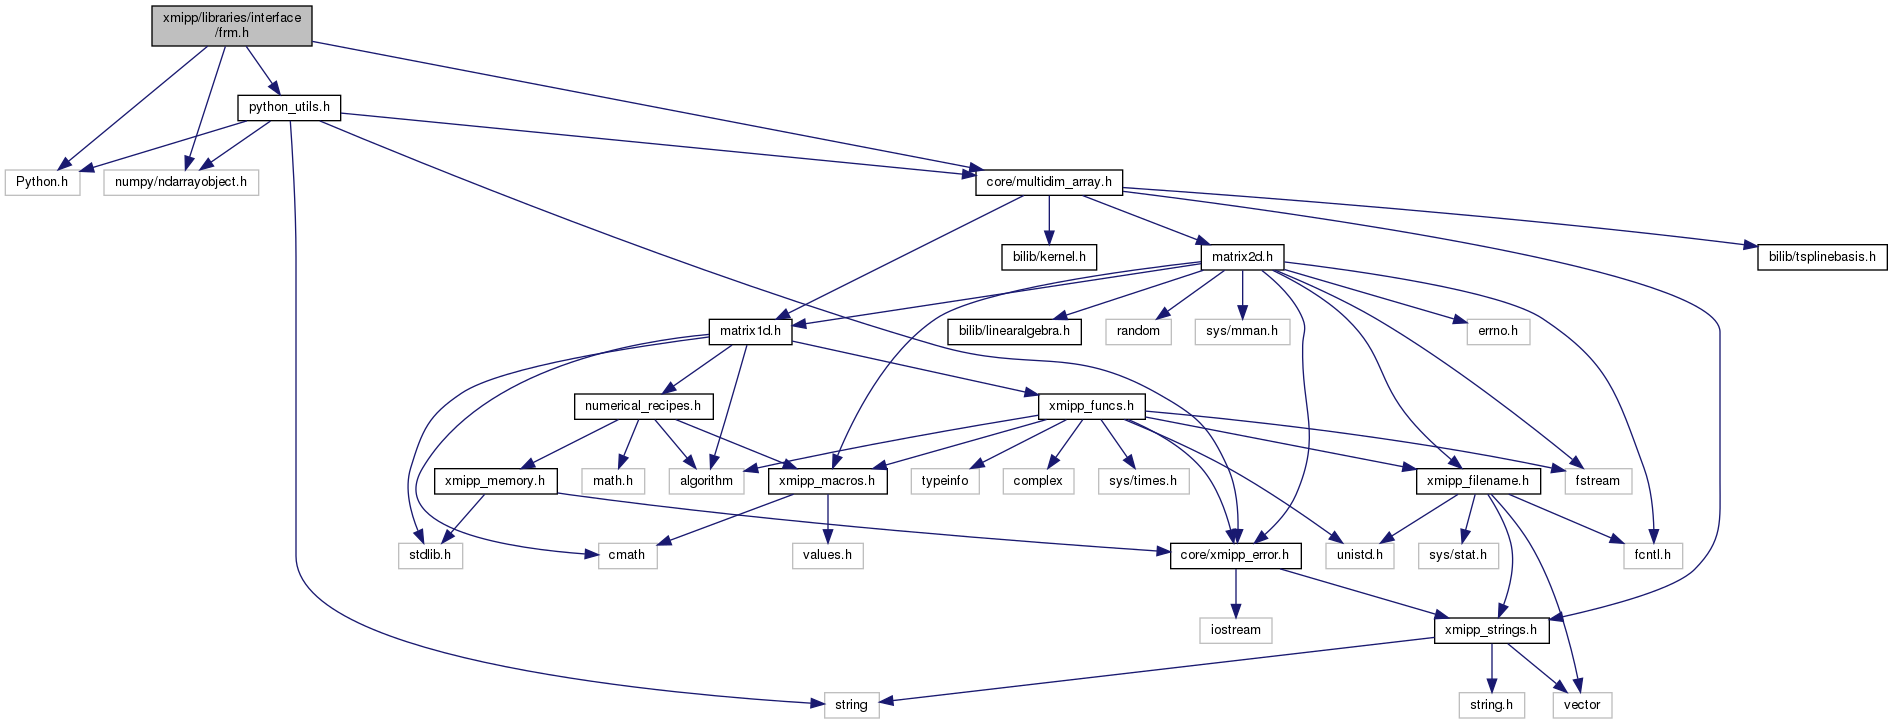 xmipp/libraries/interface
/frm.h
python_utils.h
Python.h
numpy/ndarrayobject.h
core/multidim_array.h
bilib/kernel.h
matrix2d.h
bilib/tsplinebasis.h
matrix1d.h
bilib/linearalgebra.h
random
sys/mman.h
errno.h
numerical_recipes.h
xmipp_funcs.h
xmipp_memory.h
math.h
algorithm
xmipp_macros.h
typeinfo
complex
sys/times.h
xmipp_filename.h
fstream
stdlib.h
cmath
values.h
core/xmipp_error.h
unistd.h
sys/stat.h
fcntl.h
iostream
xmipp_strings.h
string
string.h
vector